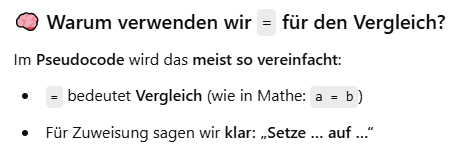 🧠 Warum verwenden wir = für den Vergleich?
Im Pseudocode wird das meist so vereinfacht:
• = bedeutet Vergleich (wie in Mathe: a = b)
• Für Zuweisung sagen wir klar: „Setze ... auf ...“